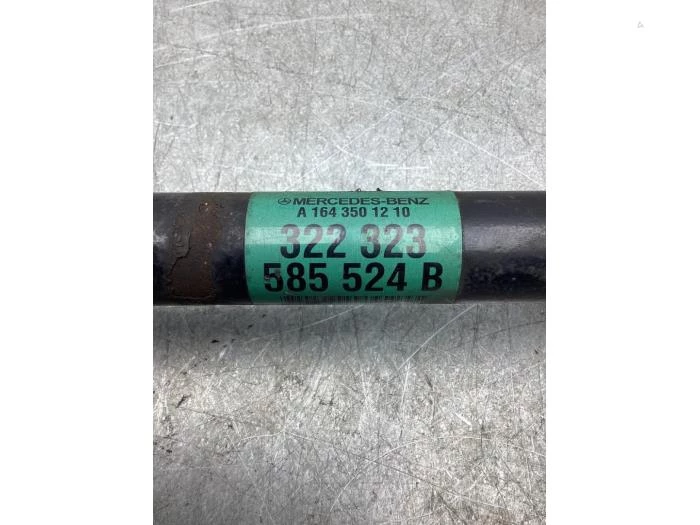 MERCEDES-BENZ
A 164 350 12 10
322 323
585 524 B